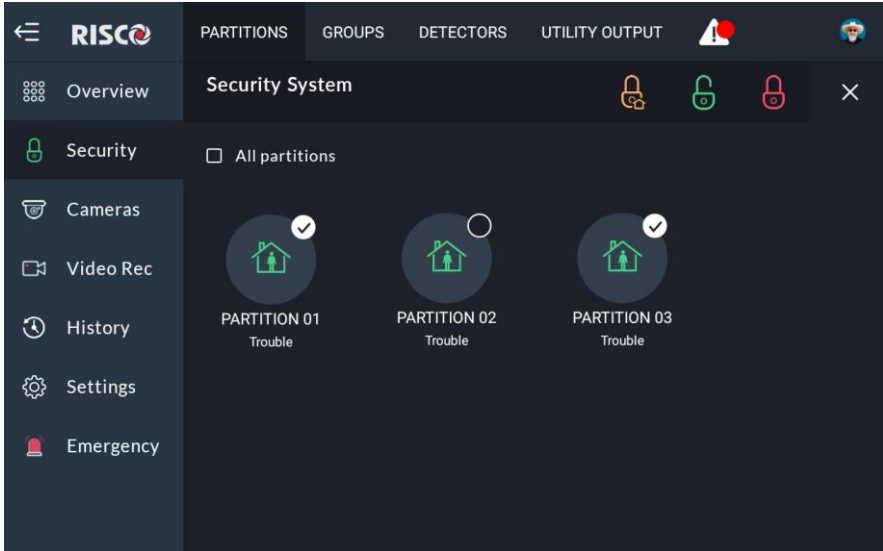 RISCO
PARTITIONS GROUPS DETECTORS UTILITY OUTPUT
Overview
Security
Cameras
Video Rec
History
Settings
Emergency
Security System
All partitions
PARTITION 01
Trouble
PARTITION 02
Trouble
PARTITION 03
Trouble